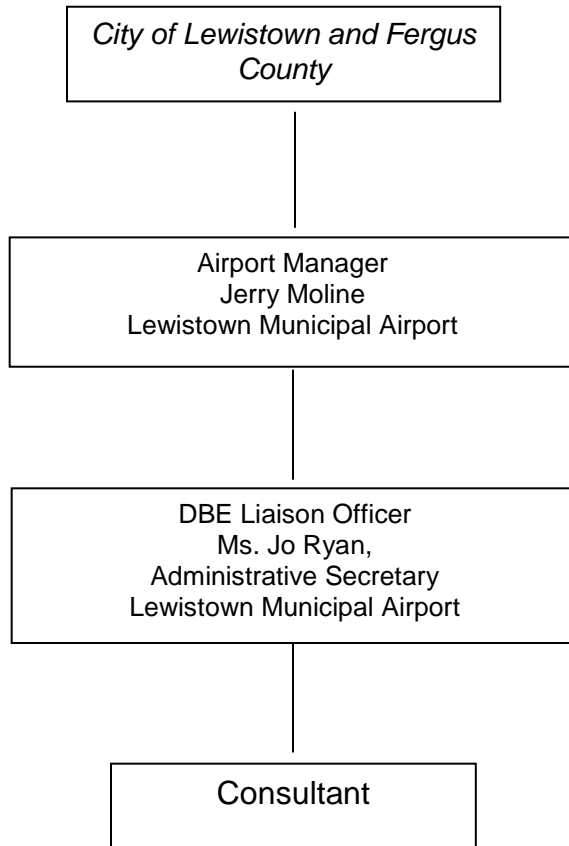 City of Lewistown and Fergus
County
Airport Manager
Jerry Moline
Lewistown Municipal Airport
DBE Liaison Officer
Ms. Jo Ryan,
Administrative Secretary
Lewistown Municipal Airport
Consultant